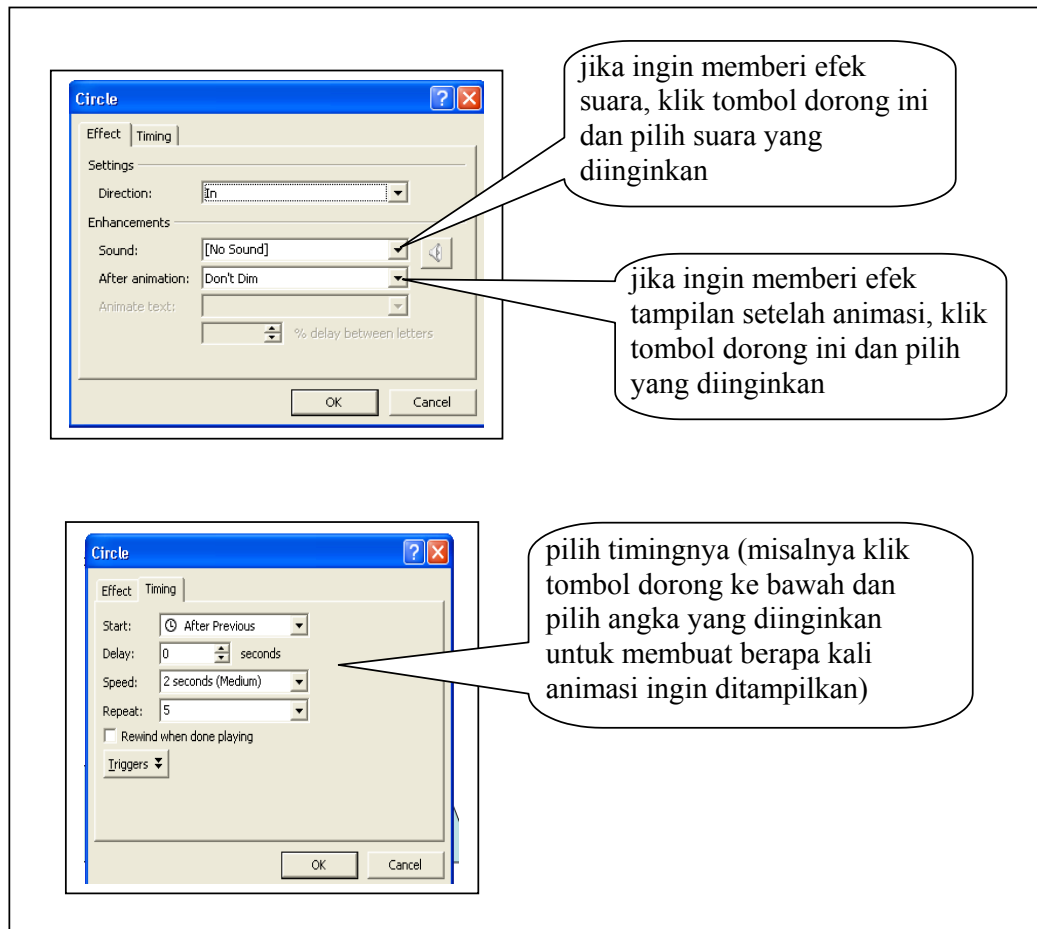 Circle
Effect Timing
Settings
Direction: In
Enhancements
Sound: [No Sound]
After animation: Don't Dim
Animate text:
% delay between letters
OK Cancel
jika ingin memberi efek
suara, klik tombol dorong ini
dan pilih suara yang
diinginkan
jika ingin memberi efek
tampilan setelah animasi, klik
tombol dorong ini dan pilih
yang diinginkan
Circle
Effect Timing
Start: After Previous
Delay: 0 seconds
Speed: 2 seconds (Medium)
Repeat: 5
Rewind when done playing
Triggers
OK Cancel
pilih timingnya (misalnya klik
tombol dorong ke bawah dan
pilih angka yang diinginkan
untuk membuat berapa kali
animasi ingin ditampilkan)